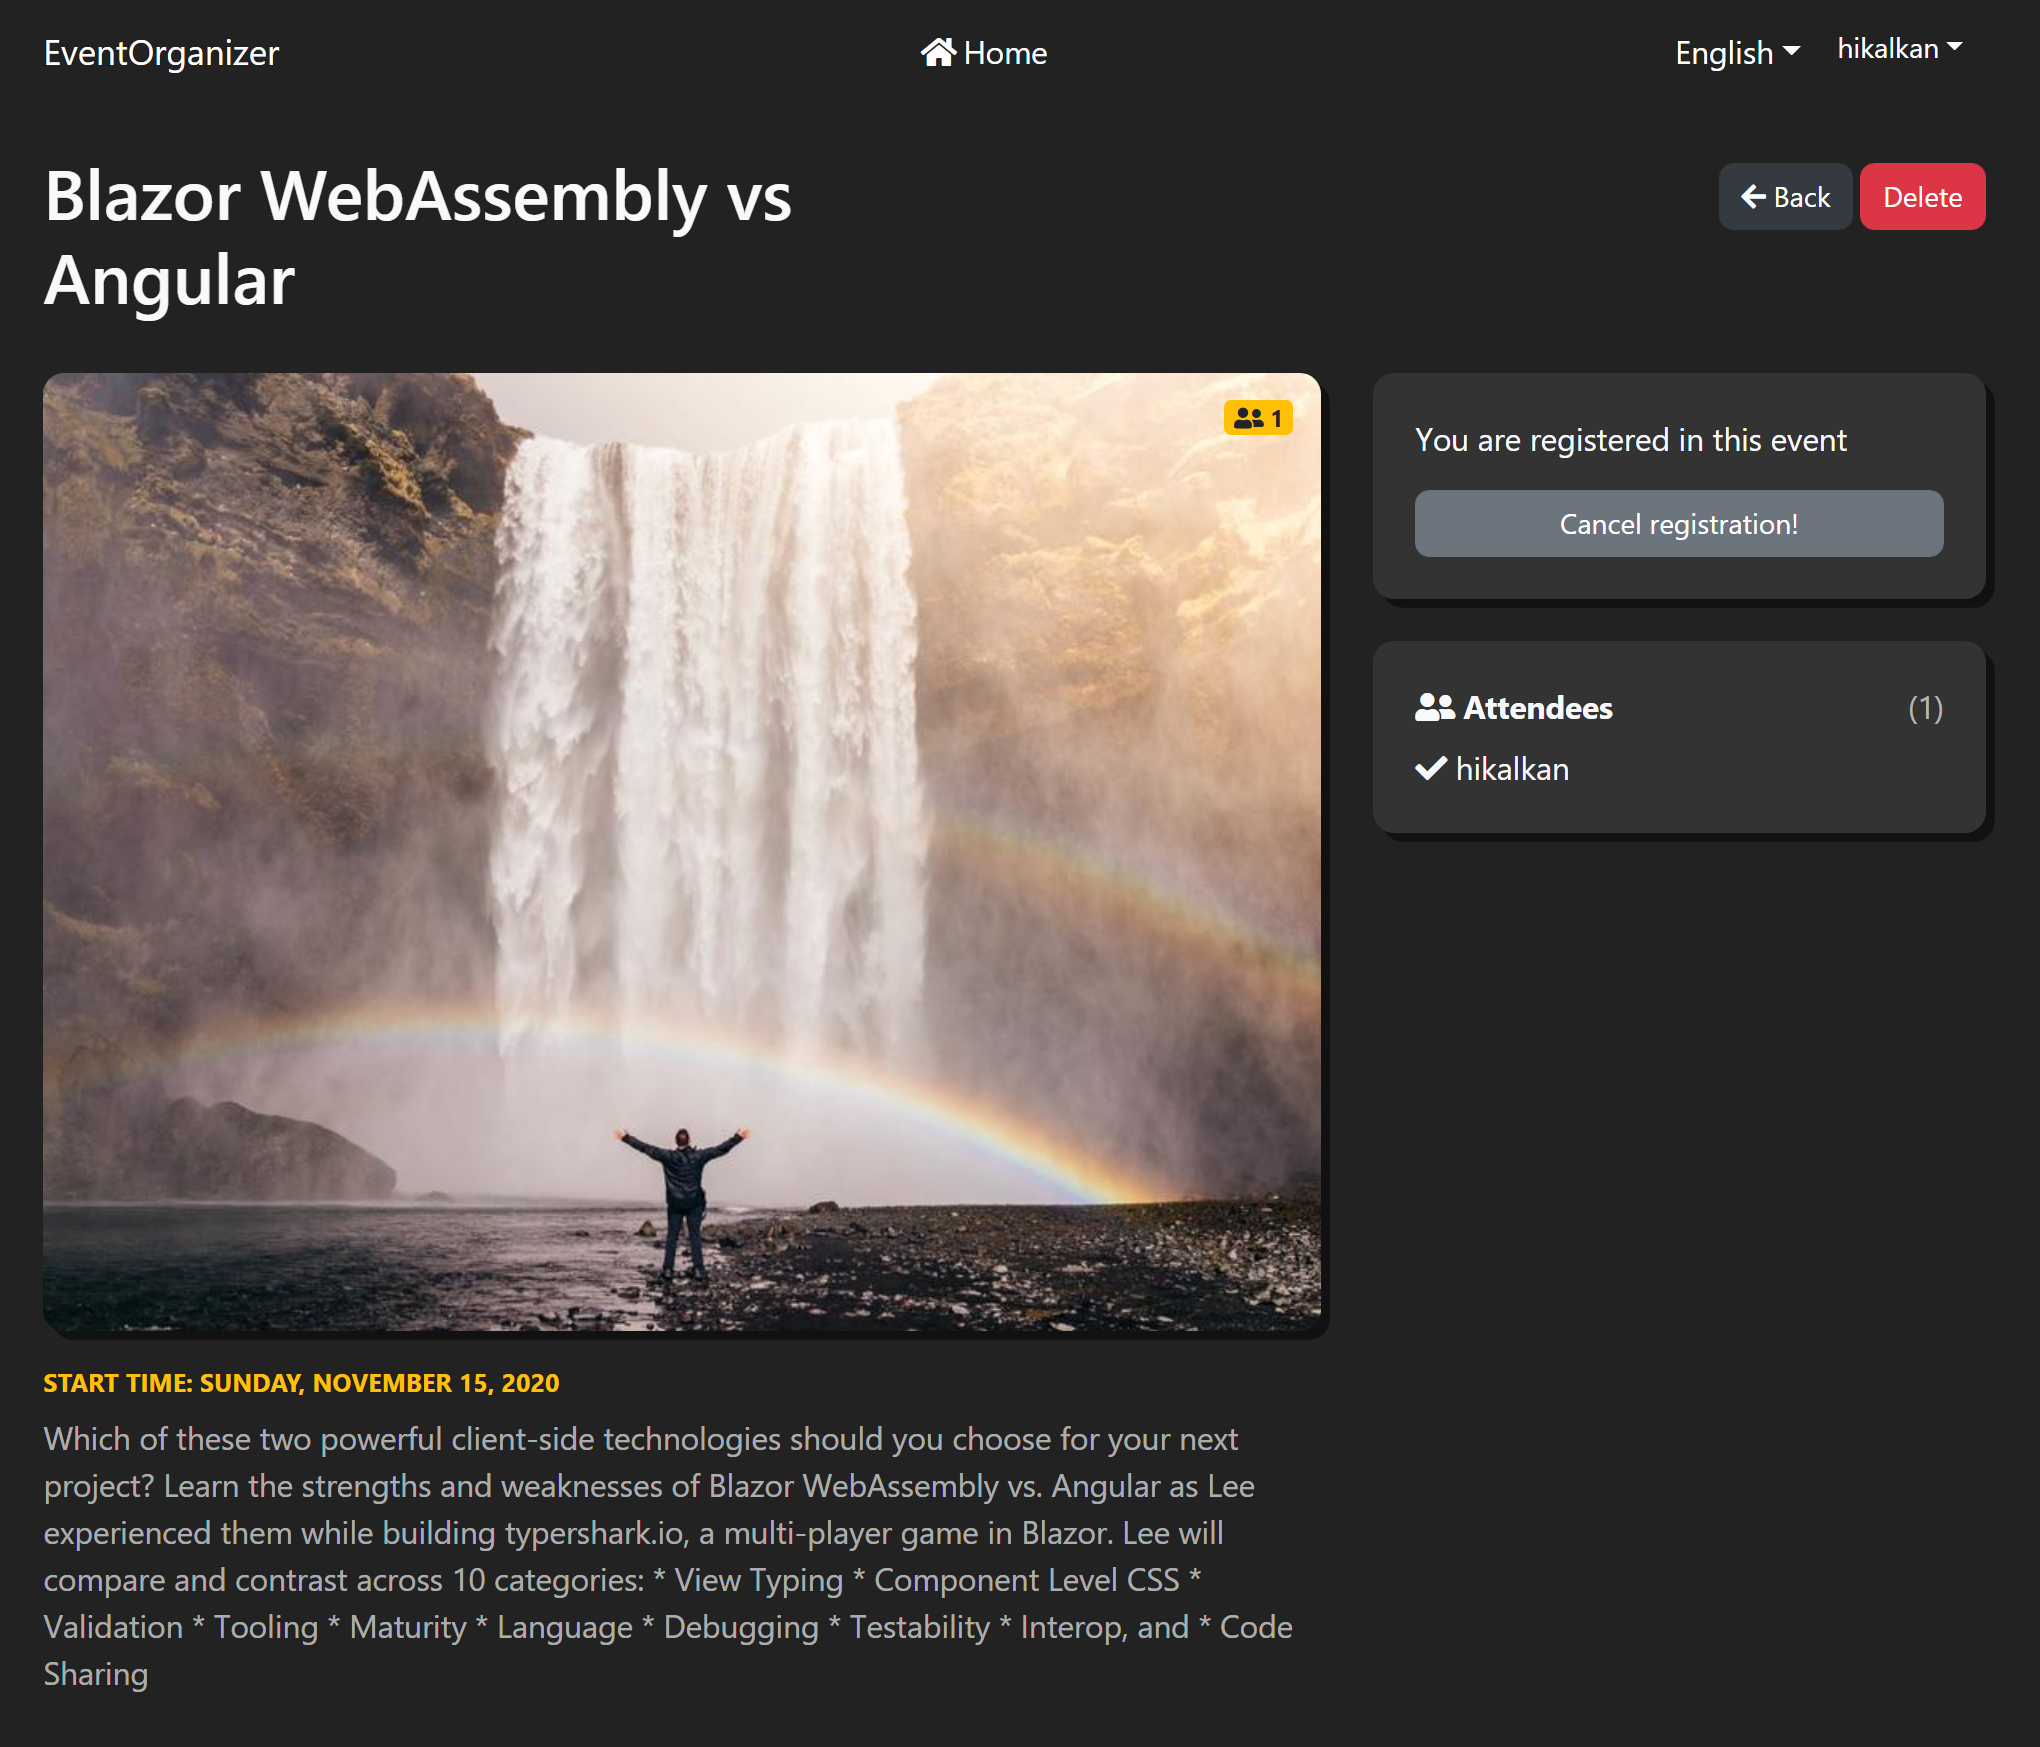 EventOrganizer
Home
English
hikalkan
Blazor WebAssembly vs
Angular
Back
Delete
1
You are registered in this event
Cancel registration!
Attendees
(1)
hikalkan
START TIME: SUNDAY, NOVEMBER 15, 2020
Which of these two powerful client-side technologies should you choose for your next
project? Learn the strengths and weaknesses of Blazor WebAssembly vs. Angular as Lee
experienced them while building typershark.io, a multi-player game in Blazor. Lee will
compare and contrast across 10 categories: * View Typing * Component Level CSS *
Validation * Tooling * Maturity * Language * Debugging * Testability * Interop, and * Code
Sharing